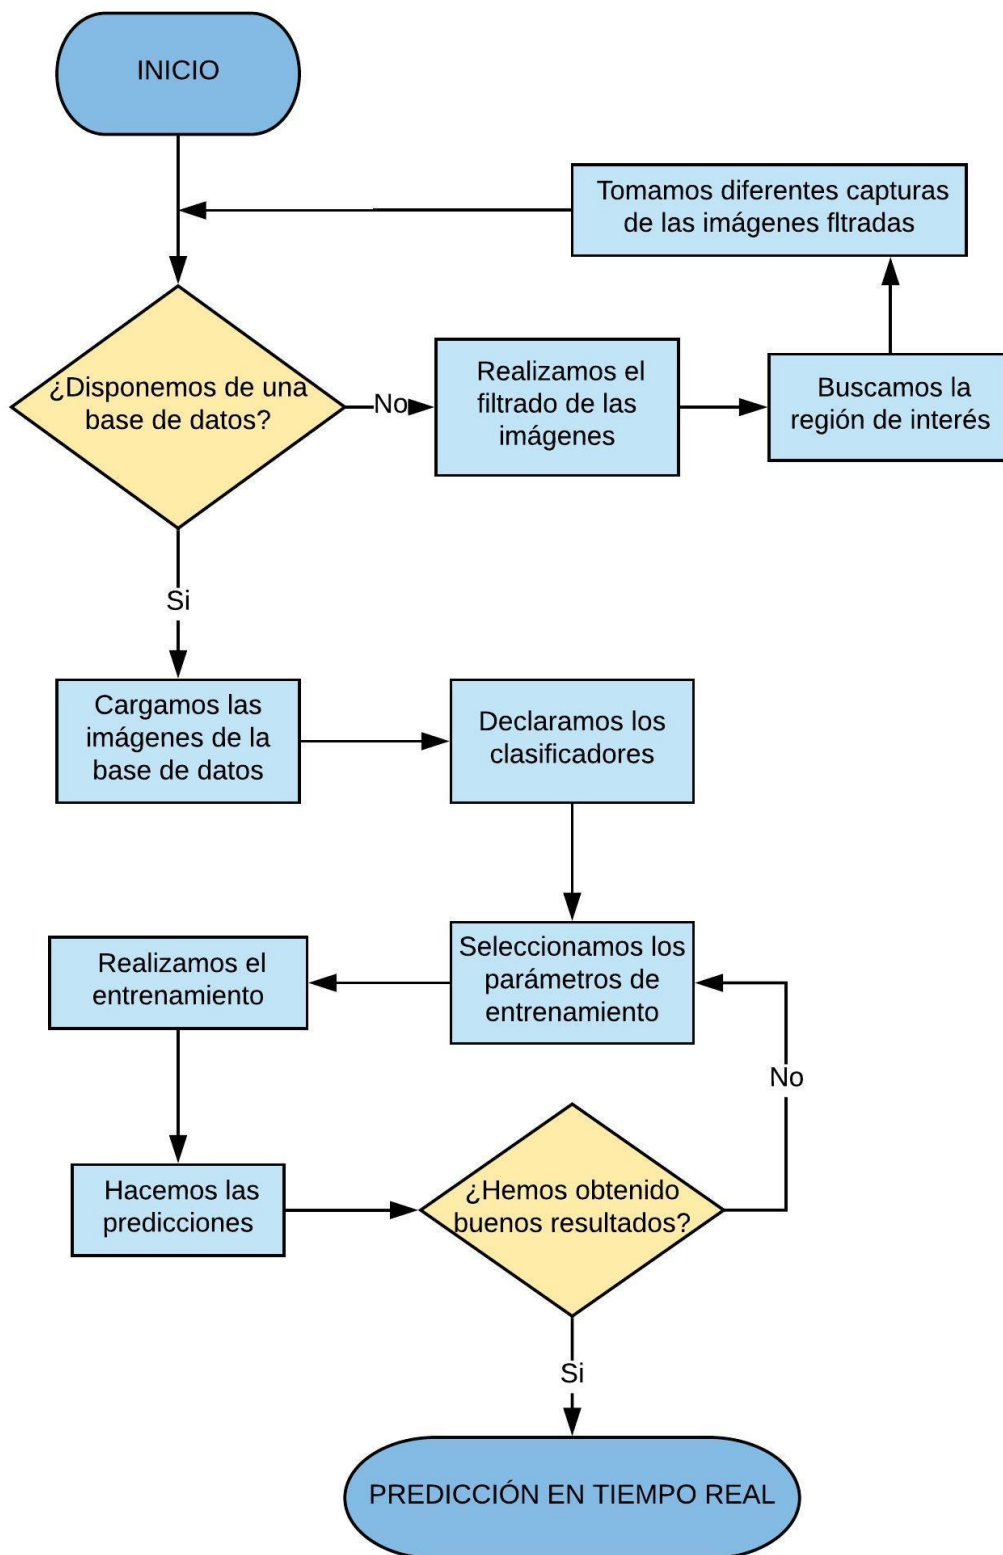 INICIO
Tomamos diferentes capturas
de las imágenes fltradas
¿Disponemos de una
base de datos?
No
Realizamos el
filtrado de las
imágenes
Buscamos la
región de interés
Si
Cargamos las
imágenes de la
base de datos
Declaramos los
clasificadores
Seleccionamos los
parámetros de
entrenamiento
Realizamos el
entrenamiento
No
Hacemos las
predicciones
¿Hemos obtenido
buenos resultados?
Si
PREDICCIÓN EN TIEMPO REAL